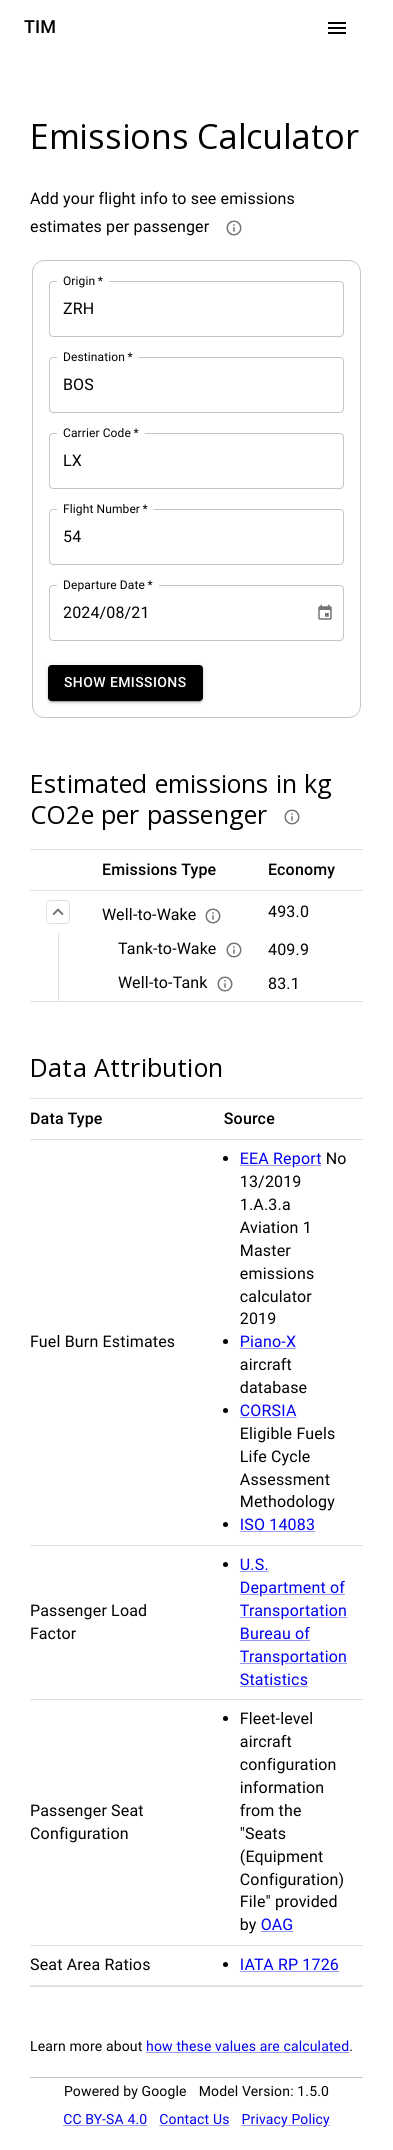 TIM
Emissions Calculator
Add your flight info to see emissions
estimates per passenger
Origin *
ZRH
Destination *
BOS
Carrier Code *
LX
Flight Number *
54
Departure Date *
2024/08/21
SHOW EMISSIONS
Estimated emissions in kg
CO2e per passenger
Emissions Type Economy
Well-to-Wake 493.0
Tank-to-Wake 409.9
Well-to-Tank 83.1
Data Attribution
Data Type Source
Fuel Burn Estimates
• EEA Report No
13/2019
1.A.3.a
Aviation 1
Master
emissions
calculator
2019
• Piano-X
aircraft
database
• CORSIA
Eligible Fuels
Life Cycle
Assessment
Methodology
• ISO 14083
Passenger Load
Factor
• U.S.
Department of
Transportation
Bureau of
Transportation
Statistics
Passenger Seat
Configuration
• Fleet-level
aircraft
configuration
information
from the
"Seats
(Equipment
Configuration)
File" provided
by OAG
Seat Area Ratios
• IATA RP 1726
Learn more about how these values are calculated.
Powered by Google Model Version: 1.5.0
CC BY-SA 4.0 Contact Us Privacy Policy